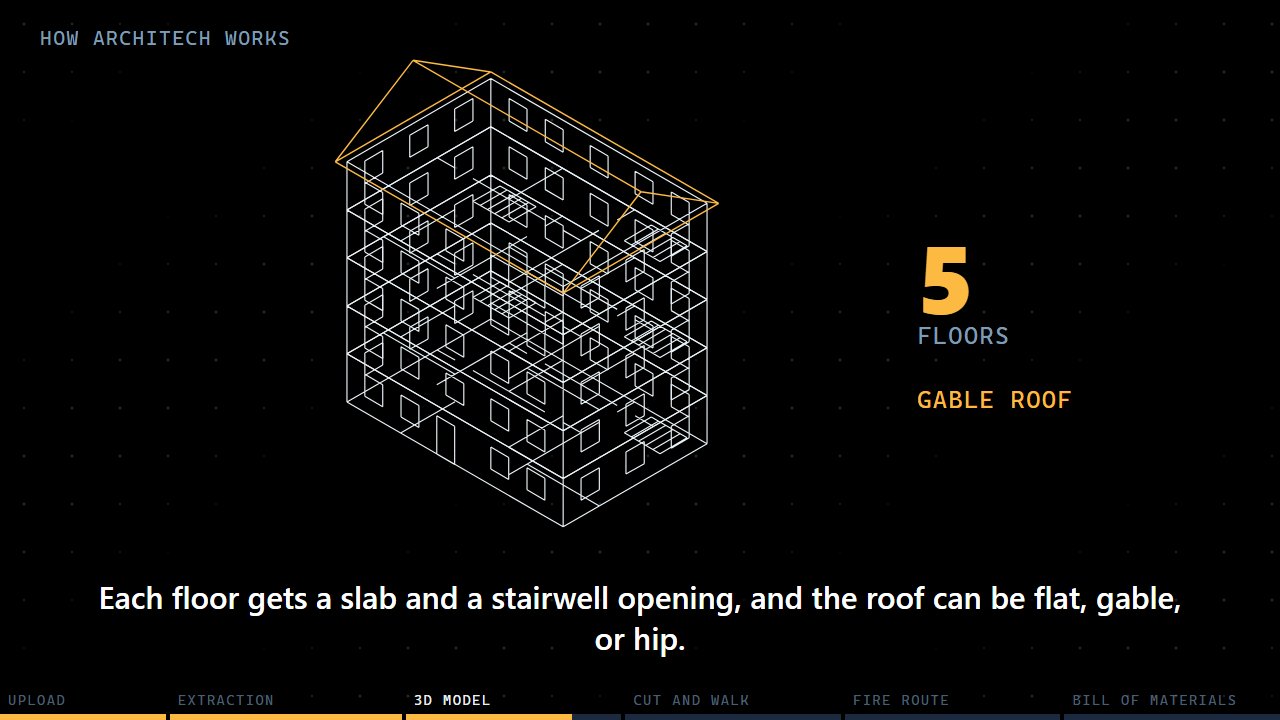 HOW ARCHITECH WORKS
5
FLOORS
GABLE ROOF
Each floor gets a slab and a stairwell opening, and the roof can be flat, gable,
or hip.
UPLOAD
EXTRACTION
3D MODEL
CUT AND WALK
FIRE ROUTE
BILL OF MATERIALS